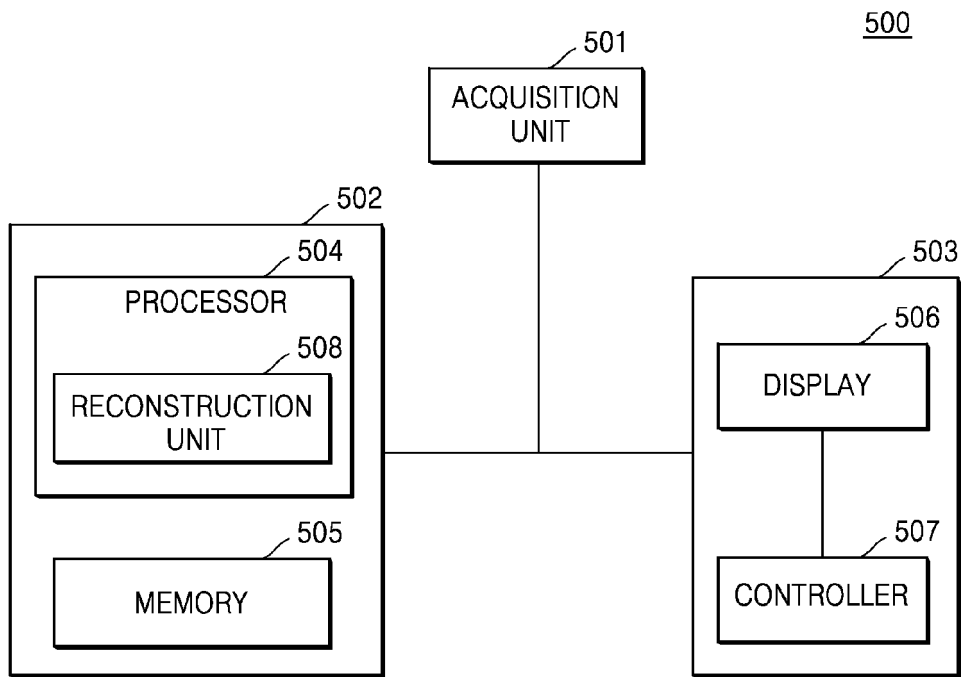 500
501
ACQUISITION
UNIT
502
504
PROCESSOR
508
RECONSTRUCTION
UNIT
505
MEMORY
503
506
DISPLAY
507
CONTROLLER